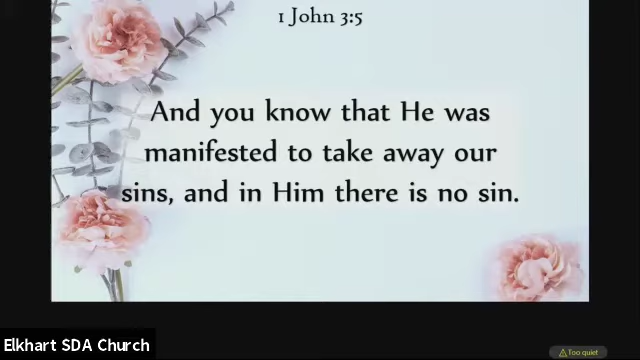 1 John 3:5
And you know that He was
manifested to take away our
sins, and in Him there is no sin.
Elkhart SDA Church
Too quiet